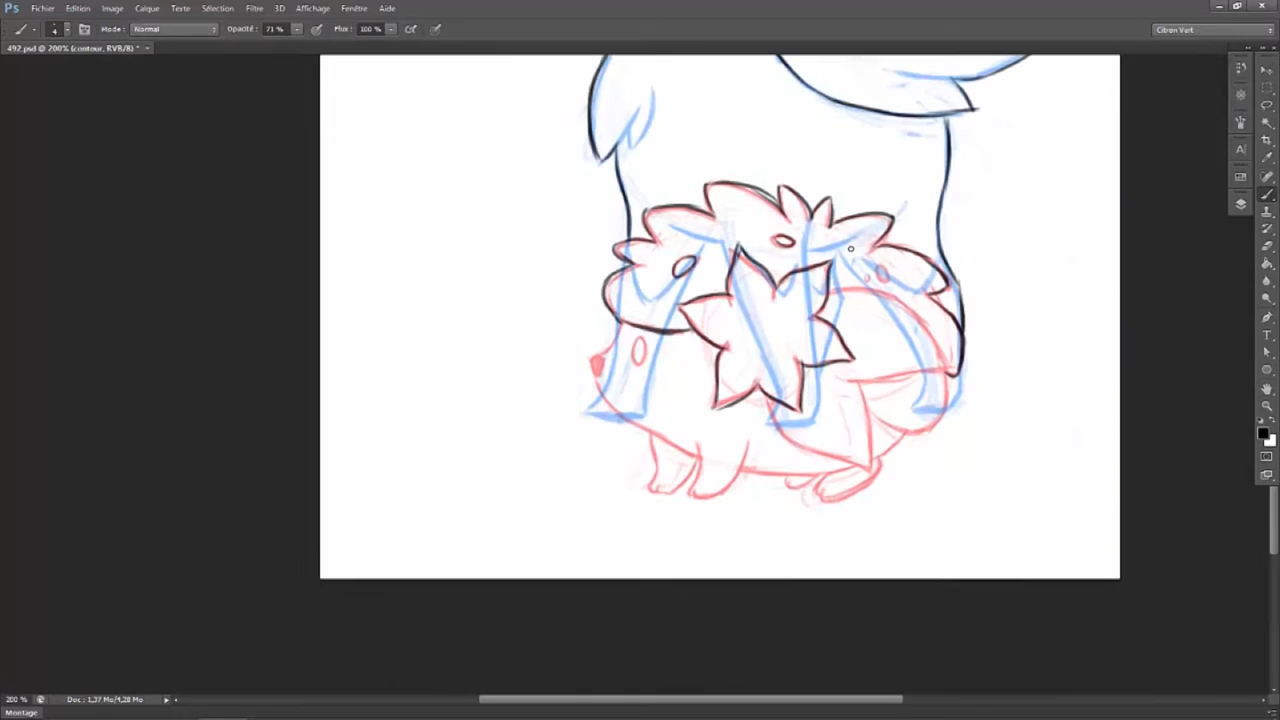 Ps Fichier Edition Image Calque Texte Sélection Filtre 3D Affichage Fenêtre Aide
4 Mode : Normal Opacité : 71 % Flux : 100 % Citron Vert
492.psd @ 200% (contour, RVB/8) *
200 % Doc : 1,37 Mo/4,28 Mo
Montage